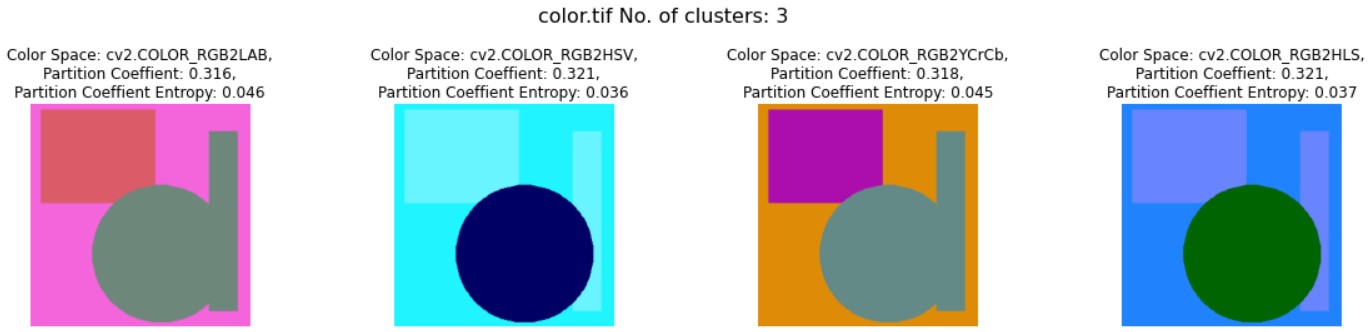 color.tif No. of clusters: 3
Color Space: cv2.COLOR_RGB2LAB,
Partition Coeffient: 0.316,
Partition Coeffient Entropy: 0.046
Color Space: cv2.COLOR_RGB2HSV,
Partition Coeffient: 0.321,
Partition Coeffient Entropy: 0.036
Color Space: cv2.COLOR_RGB2YCrCb,
Partition Coeffient: 0.318,
Partition Coeffient Entropy: 0.045
Color Space: cv2.COLOR_RGB2HLS,
Partition Coeffient: 0.321,
Partition Coeffient Entropy: 0.037